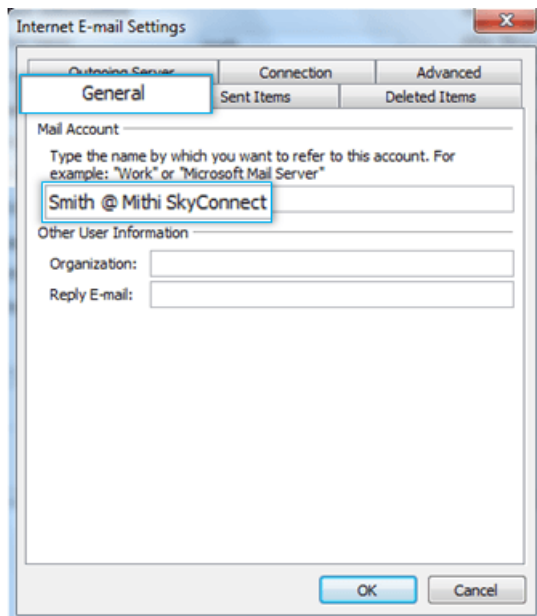 Internet E-mail Settings
Outgoing Server Connection Advanced
General Sent Items Deleted Items
Mail Account
Type the name by which you want to refer to this account. For
example: "Work" or "Microsoft Mail Server"
Smith @ Mithi SkyConnect
Other User Information
Organization:
Reply E-mail:
OK Cancel